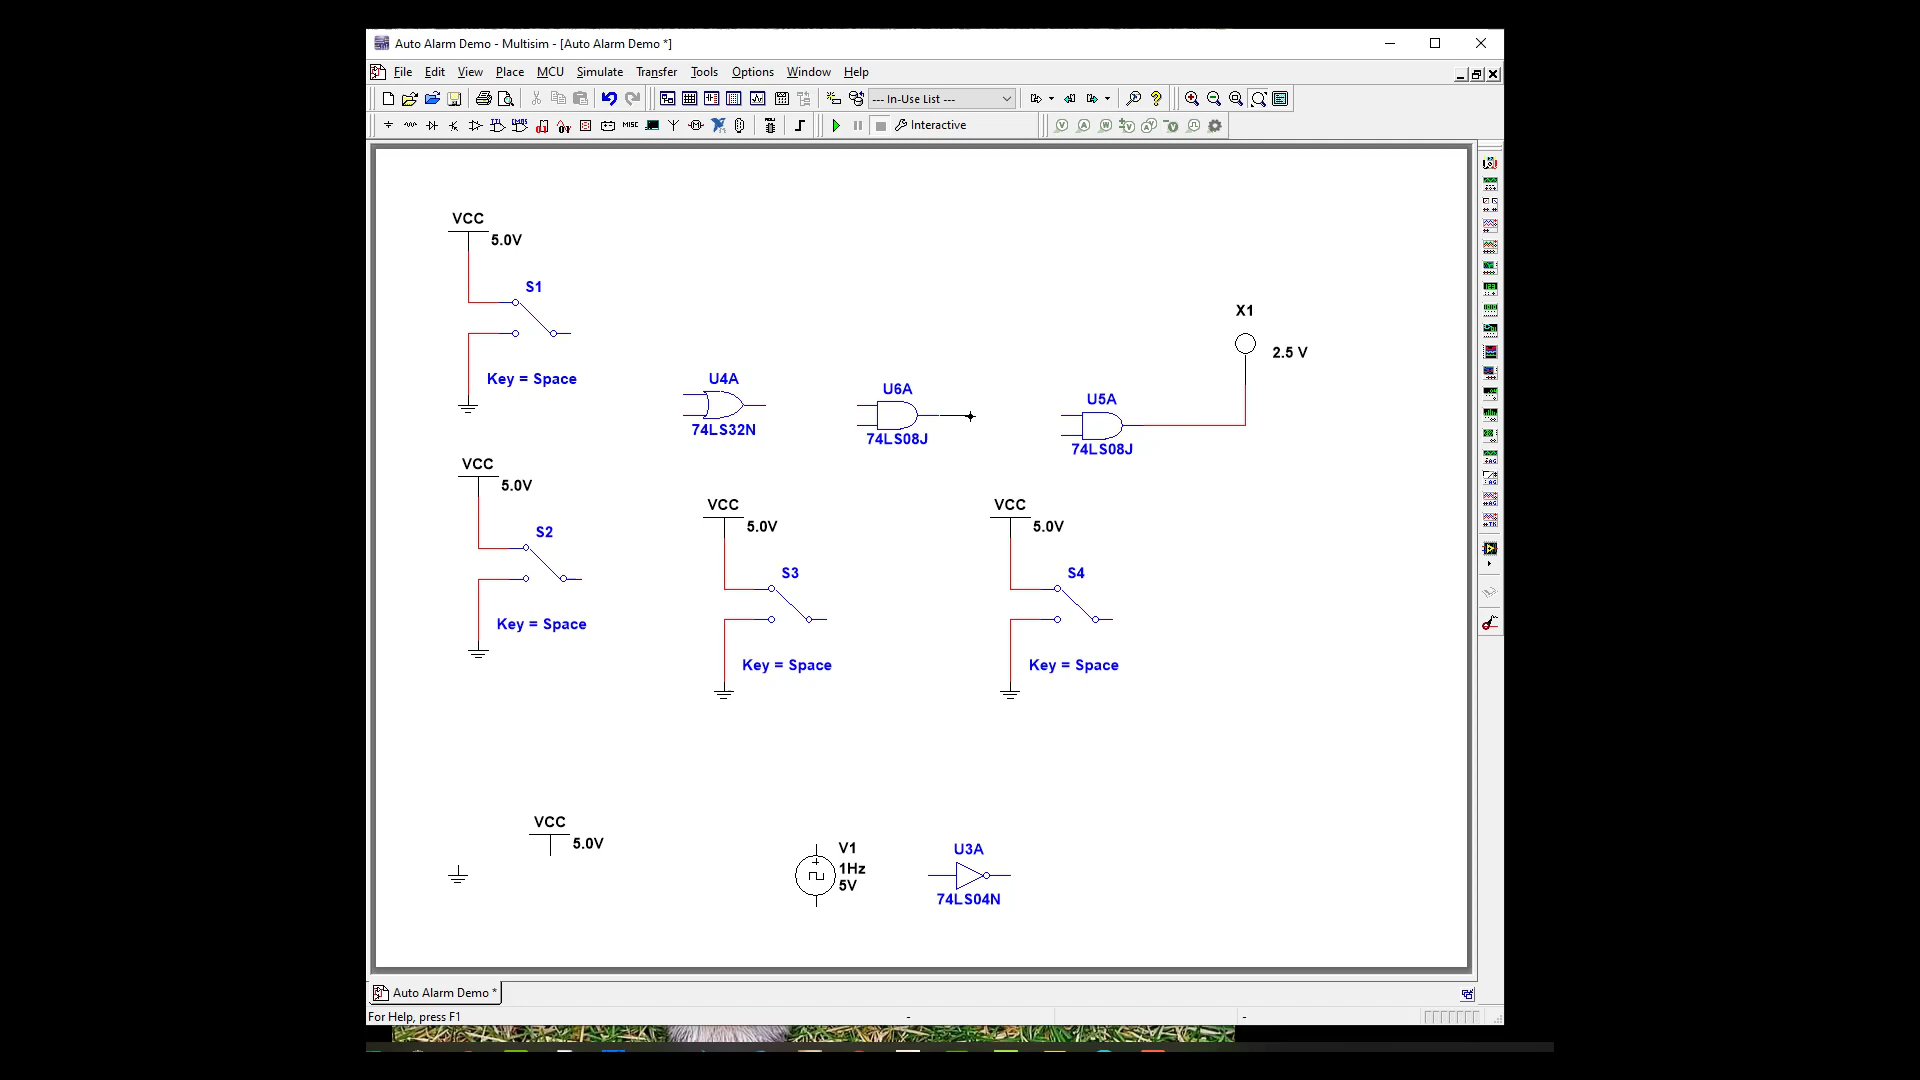 Auto Alarm Demo - Multisim - [Auto Alarm Demo *]
File Edit View Place MCU Simulate Transfer Tools Options Window Help
--- In-Use List ---
MISC
Interactive
VCC
5.0V
S1
Key = Space
X1
2.5 V
U4A
74LS32N
U6A
74LS08J
U5A
74LS08J
VCC
5.0V
S2
Key = Space
VCC
5.0V
S3
Key = Space
VCC
5.0V
S4
Key = Space
VCC
5.0V
V1
1Hz
5V
U3A
74LS04N
Auto Alarm Demo *
For Help, press F1